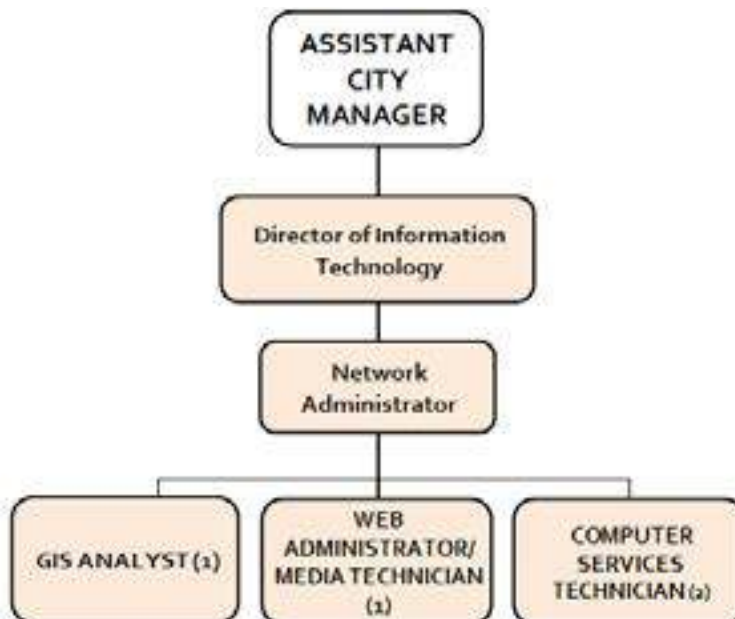 ASSISTANT
CITY
MANAGER
Director of Information
Technology
Network
Administrator
GIS ANALYST (1)
WEB
ADMINISTRATOR/
MEDIA TECHNICIAN
(1)
COMPUTER
SERVICES
TECHNICIAN (2)